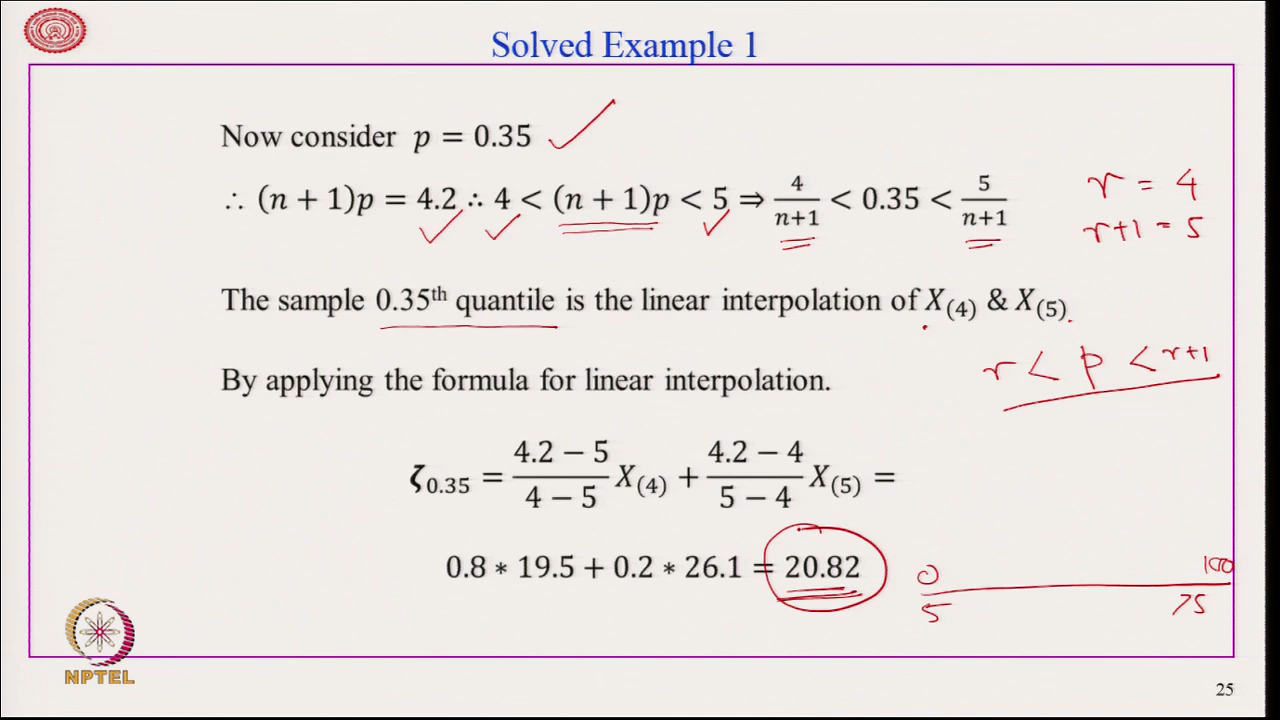 Solved Example 1
Now consider p = 0.35
∴ (n + 1)p = 4.2 ∴ 4 < (n + 1)p < 5 ⇒ 4/(n+1) < 0.35 < 5/(n+1)
r = 4
r+1 = 5
The sample 0.35th quantile is the linear interpolation of X(4) & X(5)
r < p < r+1
By applying the formula for linear interpolation.
ζ0.35 = (4.2 − 5)/(4 − 5) X(4) + (4.2 − 4)/(5 − 4) X(5) =
0.8 ∗ 19.5 + 0.2 ∗ 26.1 = 20.82
0 100
5 75
NPTEL
25